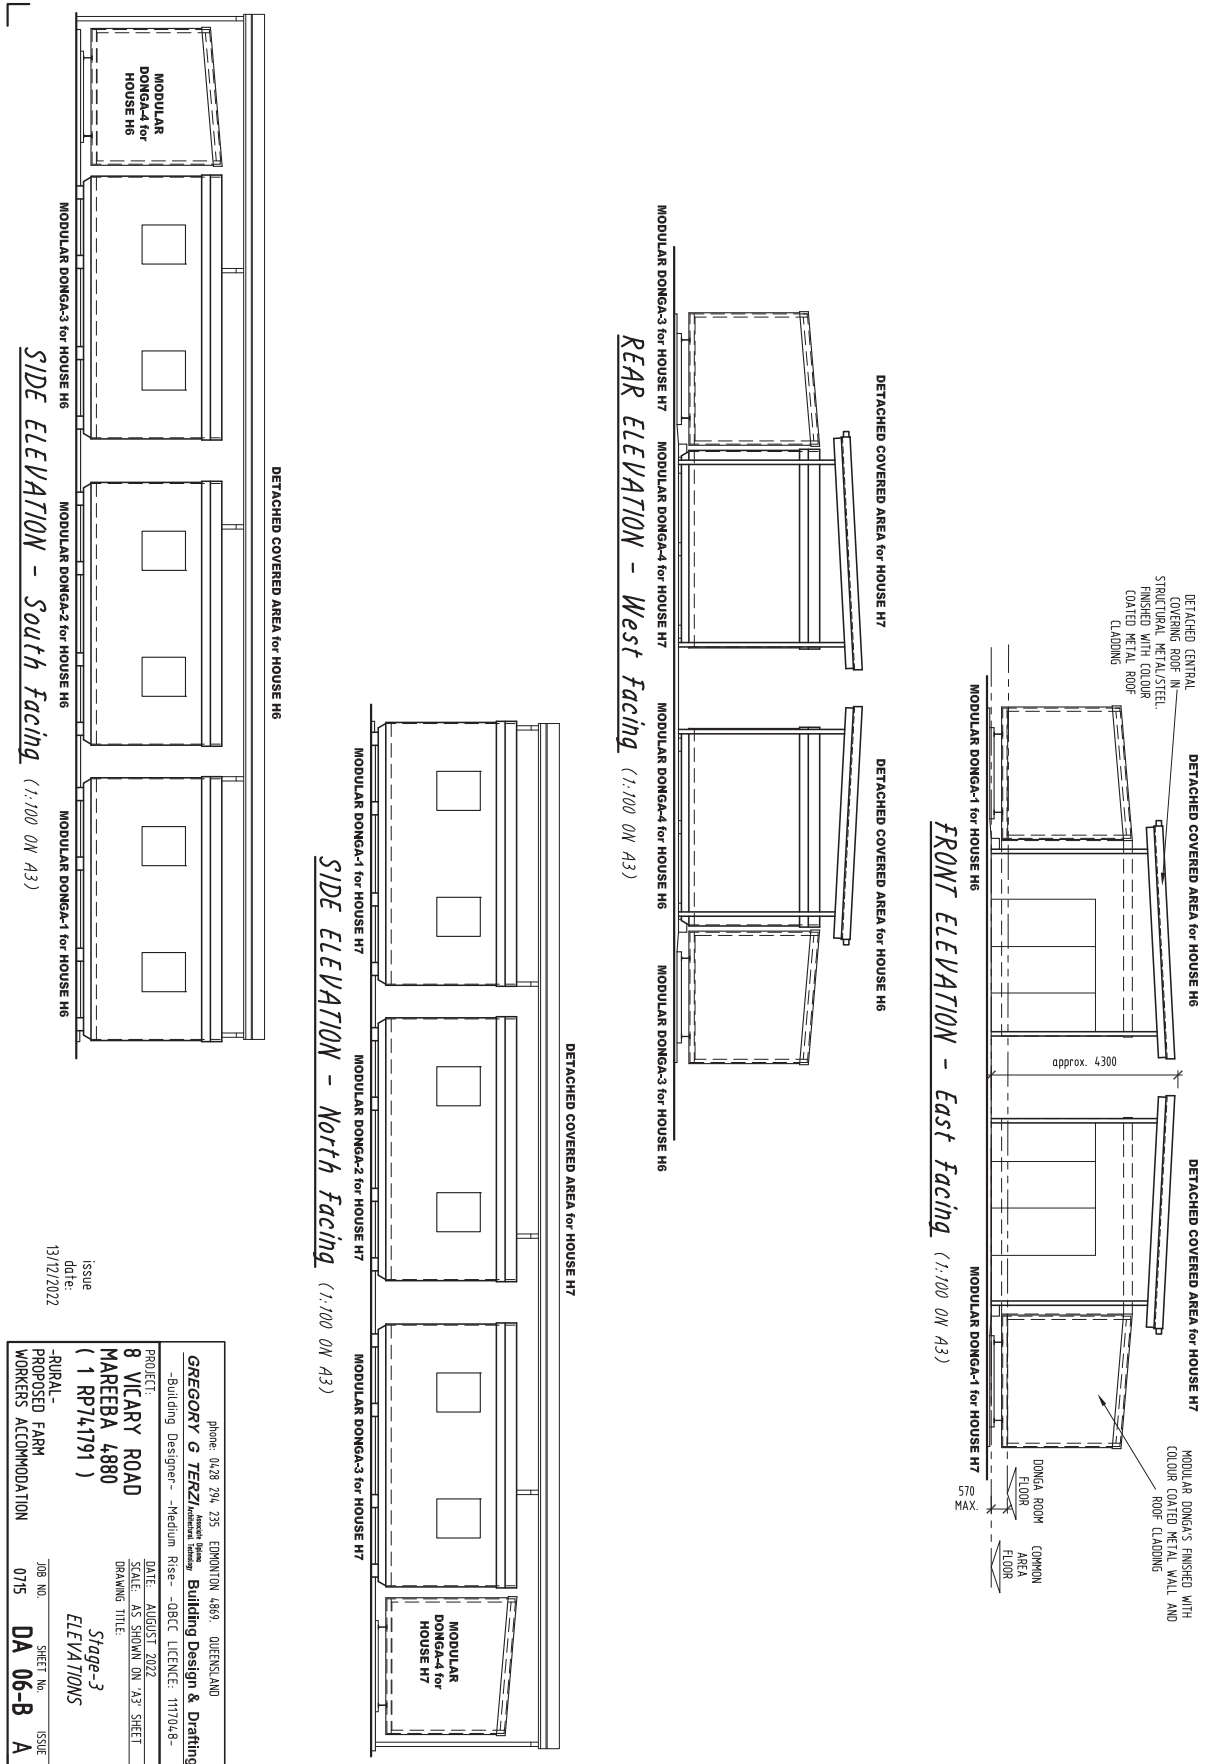 DETACHED CENTRAL
COVERING ROOF IN
STRUCTURAL METAL/STEEL.
FINISHED WITH COLOUR
COATED METAL ROOF
CLADDING
DETACHED COVERED AREA for HOUSE H6
DETACHED COVERED AREA for HOUSE H7
MODULAR DONGA'S FINISHED WITH
COLOUR COATED METAL WALL AND
ROOF CLADDING
approx. 4300
DONGA ROOM
FLOOR
COMMON
AREA
FLOOR
570
MAX.
MODULAR DONGA-1 for HOUSE H6
MODULAR DONGA-1 for HOUSE H7
FRONT ELEVATION - East Facing (1:100 ON A3)
DETACHED COVERED AREA for HOUSE H7
DETACHED COVERED AREA for HOUSE H6
MODULAR DONGA-3 for HOUSE H7
MODULAR DONGA-4 for HOUSE H7
MODULAR DONGA-4 for HOUSE H6
MODULAR DONGA-3 for HOUSE H6
REAR ELEVATION - West Facing (1:100 ON A3)
DETACHED COVERED AREA for HOUSE H7
MODULAR
DONGA-4 for
HOUSE H7
MODULAR DONGA-1 for HOUSE H7
MODULAR DONGA-2 for HOUSE H7
MODULAR DONGA-3 for HOUSE H7
SIDE ELEVATION - North Facing (1:100 ON A3)
DETACHED COVERED AREA for HOUSE H6
MODULAR
DONGA-4 for
HOUSE H6
MODULAR DONGA-3 for HOUSE H6
MODULAR DONGA-2 for HOUSE H6
MODULAR DONGA-1 for HOUSE H6
SIDE ELEVATION - South Facing (1:100 ON A3)
issue
date:
13/12/2022
phone: 0428 294 235 EDMONTON 4869. QUEENSLAND
GREGORY G TERZI Associate Diploma Architectural Technology Building Design & Drafting
-Building Designer- -Medium Rise- -QBCC LICENCE: 1117048-
PROJECT:
8 VICARY ROAD
MAREEBA 4880
( 1 RP741791 )
-RURAL-
PROPOSED FARM
WORKERS ACCOMMODATION
DATE: AUGUST 2022
SCALE: AS SHOWN ON 'A3' SHEET
DRAWING TITLE:
Stage-3
ELEVATIONS
JOB NO. SHEET No. ISSUE
0715 DA 06-B A